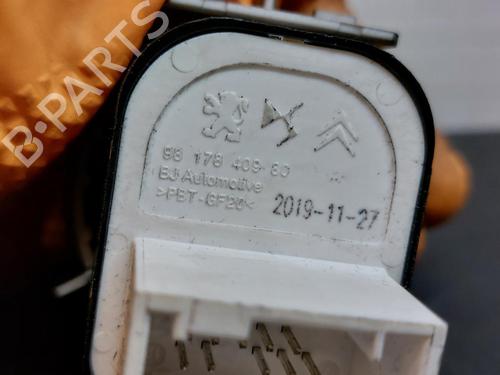 B-PARTS
98 178 409 80
BJ Automotive
>PBT-GF20<
2019-11-27